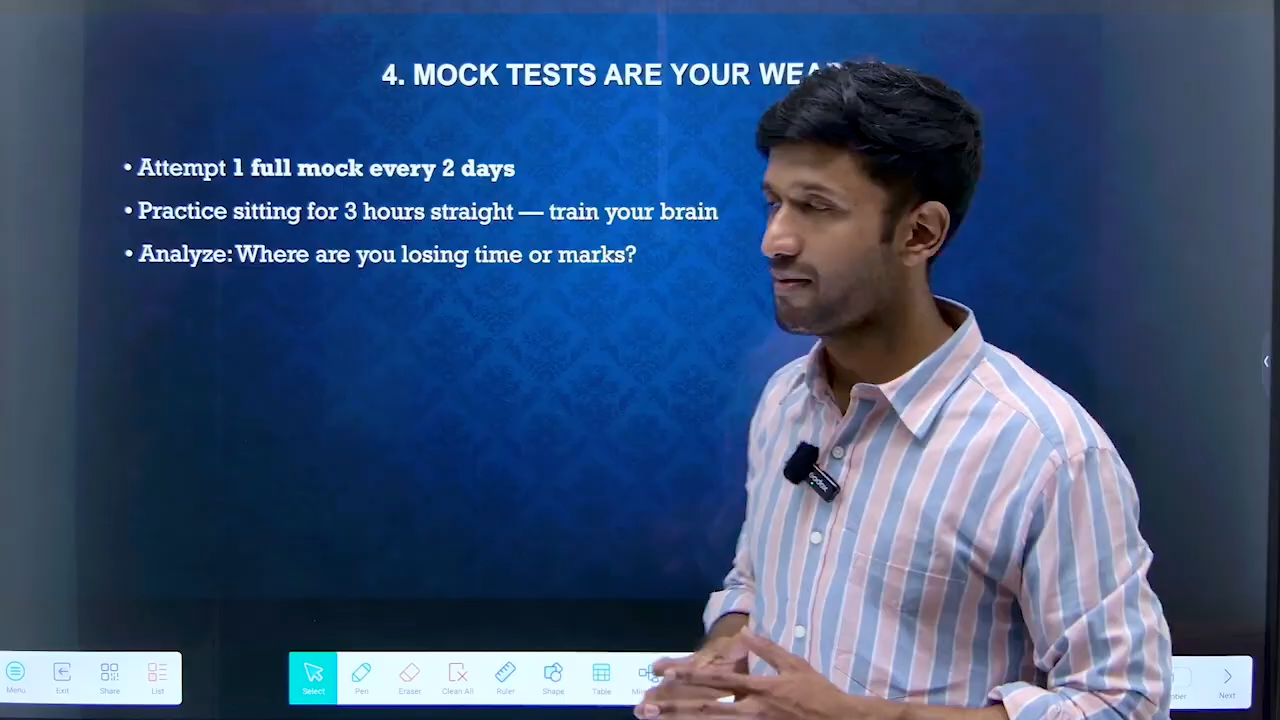 4. MOCK TESTS ARE YOUR
• Attempt 1 full mock every 2 days
• Practice sitting for 3 hours straight — train your brain
• Analyze: Where are you losing time or marks?
Godox
Menu
Exit
Share
List
Select
Pen
Eraser
Clean All
Ruler
Shape
Table
Next